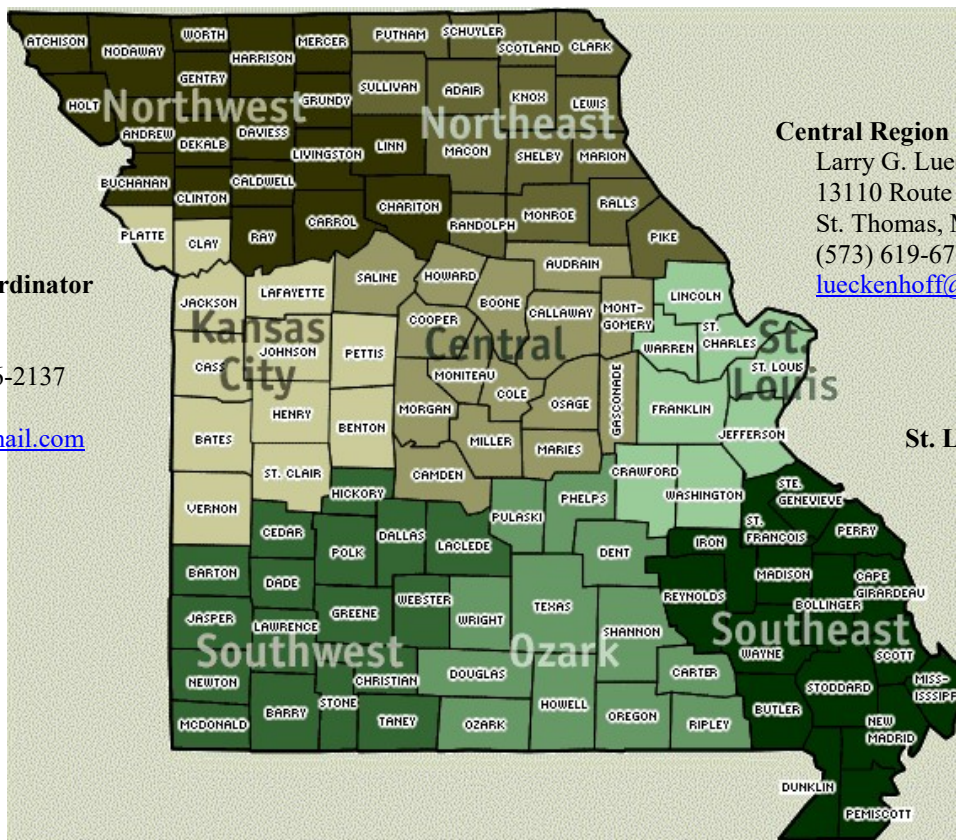 ATCHISON
NODAWAY
WORTH
HARRISON
MERCER
PUTNAM
SCHUYLER
SCOTLAND
CLARK
GENTRY
SULLIVAN
ADAIR
KNOX
LEWIS
HOLT
Northwest
GRUNDY
Northeast
ANDREW
DEKALB
DAVIESS
LIVINGSTON
LINN
MACON
SHELBY
MARION
BUCHANAN
CLINTON
CALDWELL
CARROL
CHARITON
RANDOLPH
MONROE
RALLS
PLATTE
CLAY
RAY
PIKE
Central Region
Larry G. Lue
13110 Route
St. Thomas, M
(573) 619-67
lueckenhoff@
rdinator
5-2137
ail.com
AUDRAIN
SALINE
HOWARD
BOONE
CALLAWAY
MONT-
GOMERY
LINCOLN
JACKSON
LAFAYETTE
COOPER
WARREN
ST.
CHARLES
Kansas
City
Central
St.
Louis
CASS
JOHNSON
PETTIS
MONITEAU
COLE
OSAGE
GASCONADE
ST. LOUIS
HENRY
BENTON
MORGAN
MILLER
MARIES
FRANKLIN
JEFFERSON
St. L
BATES
ST. CLAIR
CAMDEN
CRAWFORD
WASHINGTON
VERNON
HICKORY
PULASKI
PHELPS
STE.
GENEVIEVE
CEDAR
POLK
DALLAS
LACLEDE
DENT
IRON
ST.
FRANCOIS
PERRY
BARTON
DADE
MADISON
CAPE
GIRARDEAU
JASPER
LAWRENCE
GREENE
WEBSTER
WRIGHT
TEXAS
REYNOLDS
BOLLINGER
SHANNON
Southwest
Ozark
Southeast
WAYNE
SCOTT
NEWTON
CHRISTIAN
DOUGLAS
CARTER
STODDARD
MISS-
ISSSIPP
MCDONALD
BARRY
STONE
TANEY
OZARK
HOWELL
OREGON
RIPLEY
BUTLER
NEW
MADRID
DUNKLIN
PEMISCOTT